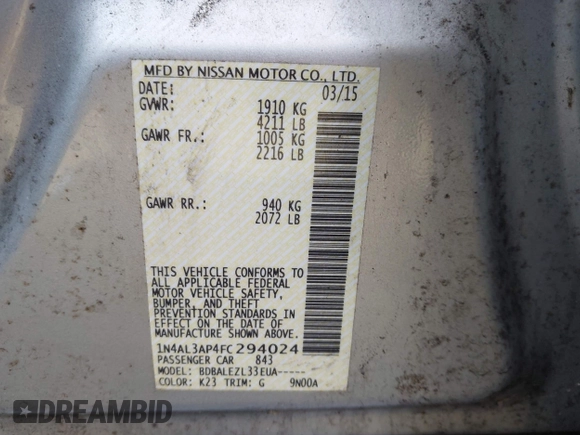 MFD BY NISSAN MOTOR CO., LTD.
DATE: 03/15
GVWR: 1910 KG
4211 LB
GAWR FR.: 1005 KG
2216 LB
GAWR RR.: 940 KG
2072 LB
THIS VEHICLE CONFORMS TO
ALL APPLICABLE FEDERAL
MOTOR VEHICLE SAFETY,
BUMPER, AND THEFT
PREVENTION STANDARDS IN
EFFECT ON THE DATE OF
MANUFACTURE SHOWN ABOVE.
1N4AL3AP4FC294024
PASSENGER CAR 843
MODEL: BDBALEZL33EUA-----
COLOR: K23 TRIM: G 9N00A
DREAMBID